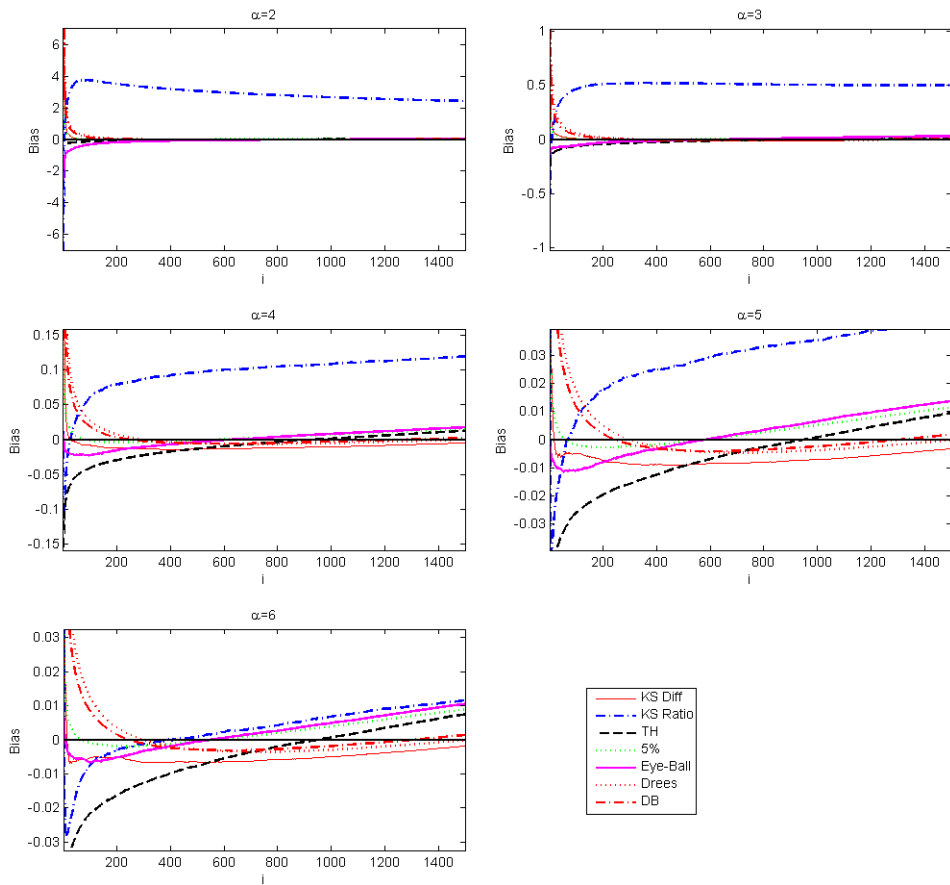 α=2
6
4
2
0
-2
-4
-6
Bias
200 400 600 800 1000 1200 1400
i
α=3
1
0.5
0
-0.5
-1
Bias
200 400 600 800 1000 1200 1400
i
α=4
0.15
0.1
0.05
0
-0.05
-0.1
-0.15
Bias
200 400 600 800 1000 1200 1400
i
α=5
0.03
0.02
0.01
0
-0.01
-0.02
-0.03
Bias
200 400 600 800 1000 1200 1400
i
α=6
0.03
0.02
0.01
0
-0.01
-0.02
-0.03
Bias
200 400 600 800 1000 1200 1400
i
KS Diff
KS Ratio
TH
5%
Eye-Ball
Drees
DB